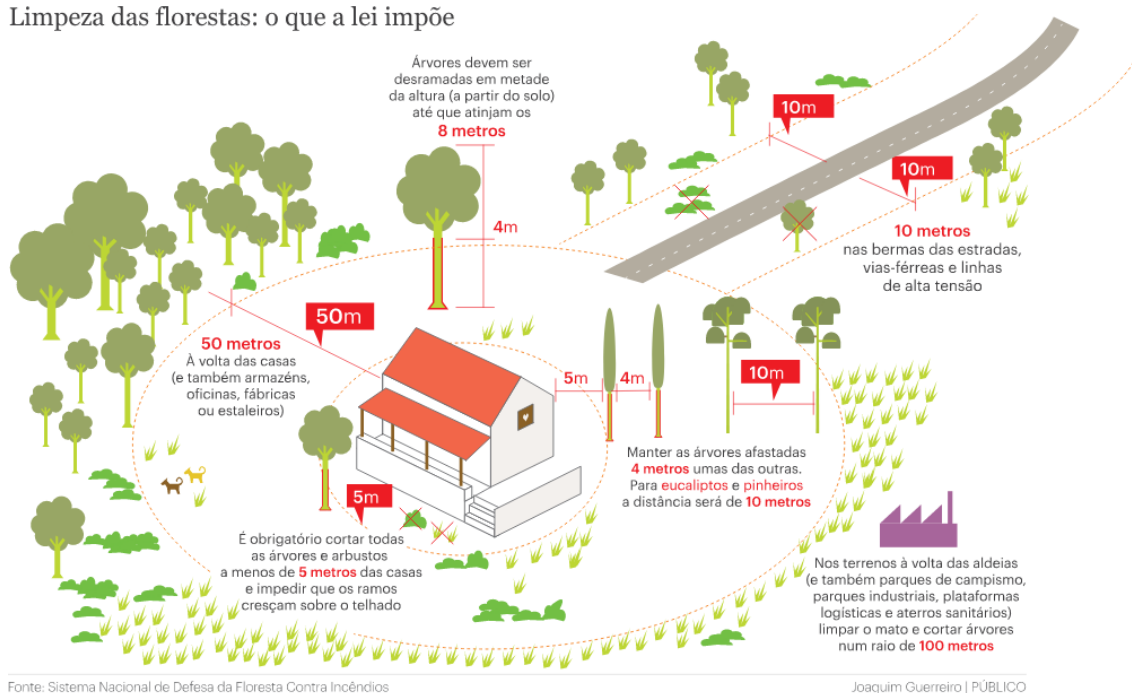 Limpeza das florestas: o que a lei impõe
Árvores devem ser
desramadas em metade
da altura (a partir do solo)
até que atinjam os
8 metros
4m
10m
10m
10 metros
nas bermas das estradas,
vias-férreas e linhas
de alta tensão
50m
50 metros
À volta das casas
(e também armazéns,
oficinas, fábricas
ou estaleiros)
5m
4m
10m
Manter as árvores afastadas
4 metros umas das outras.
Para eucaliptos e pinheiros
a distância será de 10 metros
5m
É obrigatório cortar todas
as árvores e arbustos
a menos de 5 metros das casas
e impedir que os ramos
cresçam sobre o telhado
Nos terrenos à volta das aldeias
(e também parques de campismo,
parques industriais, plataformas
logísticas e aterros sanitários)
limpar o mato e cortar árvores
num raio de 100 metros
Fonte: Sistema Nacional de Defesa da Floresta Contra Incêndios
Joaquim Guerreiro | PÚBLICO